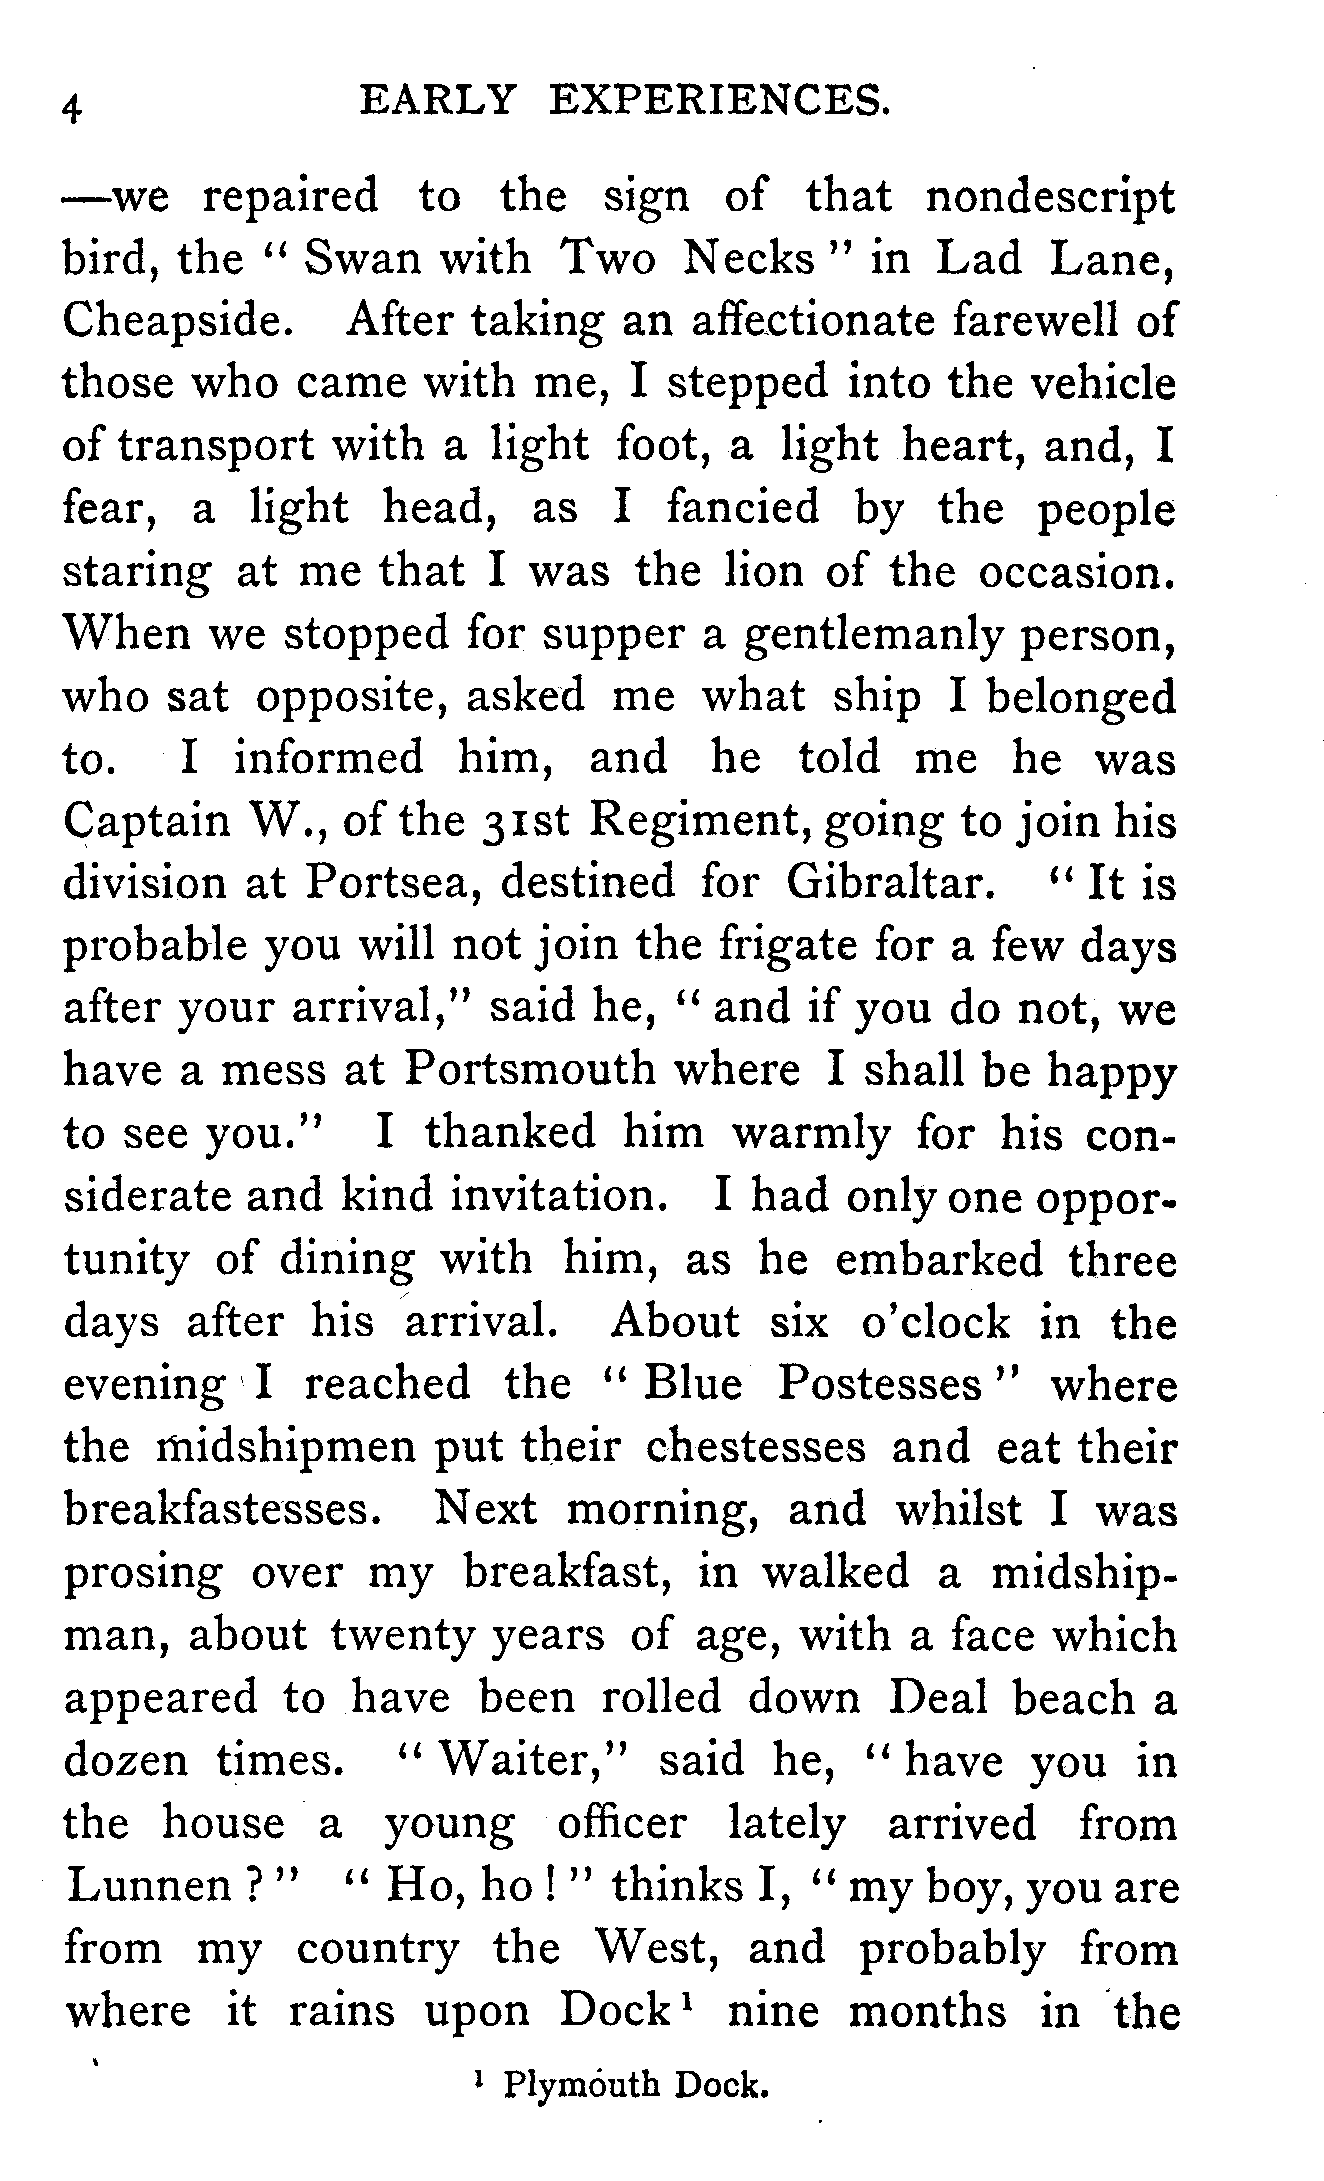 4 EARLY EXPERIENCES.
—we repaired to the sign of that nondescript
bird, the “ Swan with Two Necks ” in Lad Lane,
Cheapside. After taking an affectionate farewell of
those who came with me, I stepped into the vehicle
of transport with a light foot, a light heart, and, I
fear, a light head, as I fancied by the people
staring at me that I was the lion of the occasion.
When we stopped for supper a gentlemanly person,
who sat opposite, asked me what ship I belonged
to. I informed him, and he told me he was
Captain W., of the 31st Regiment, going to join his
division at Portsea, destined for Gibraltar. “ It is
probable you will not join the frigate for a few days
after your arrival,” said he, “ and if you do not, we
have a mess at Portsmouth where I shall be happy
to see you.” I thanked him warmly for his con-
siderate and kind invitation. I had only one oppor-
tunity of dining with him, as he embarked three
days after his arrival. About six o’clock in the
evening I reached the “ Blue Postesses ” where
the midshipmen put their chestesses and eat their
breakfastesses. Next morning, and whilst I was
prosing over my breakfast, in walked a midship-
man, about twenty years of age, with a face which
appeared to have been rolled down Deal beach a
dozen times. “ Waiter,” said he, “ have you in
the house a young officer lately arrived from
Lunnen ? ” “ Ho, ho ! ” thinks I, “ my boy, you are
from my country the West, and probably from
where it rains upon Dock ¹ nine months in the
¹ Plymouth Dock.